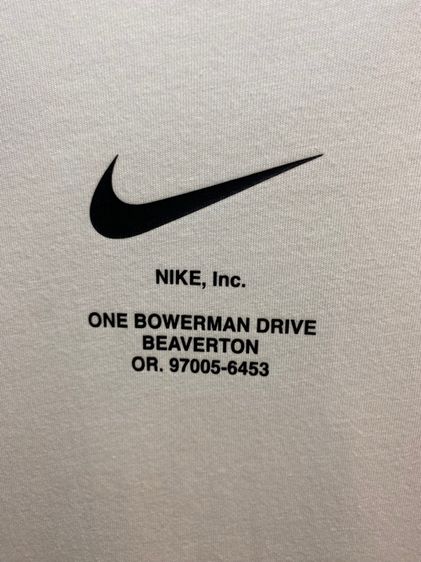 NIKE, Inc.
ONE BOWERMAN DRIVE
BEAVERTON
OR. 97005-6453